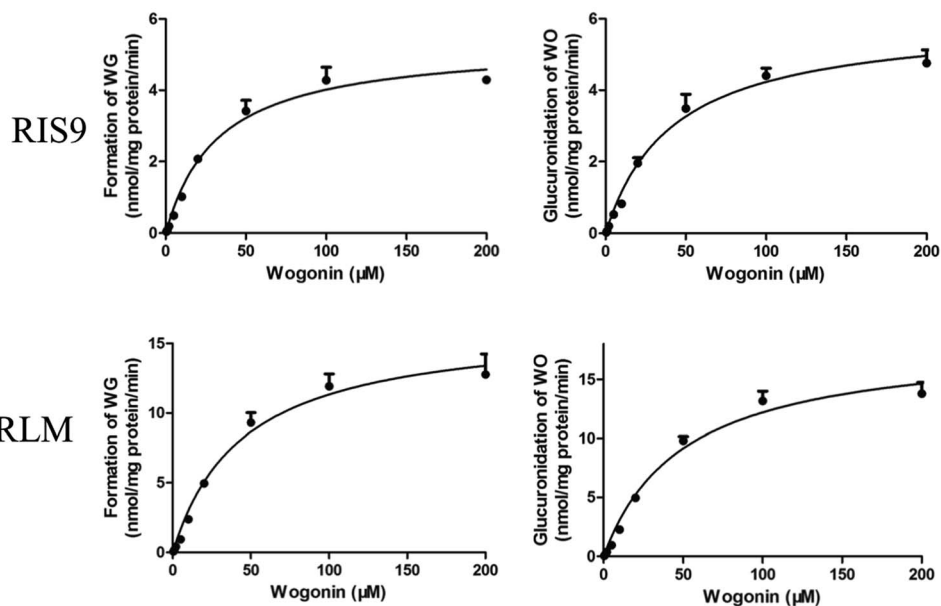 RIS9
Formation of WG
(nmol/mg protein/min)
6
4
2
0
0 50 100 150 200
Wogonin (µM)
Glucuronidation of WO
(nmol/mg protein/min)
6
4
2
0
0 50 100 150 200
Wogonin (µM)
RLM
Formation of WG
(nmol/mg protein/min)
15
10
5
0
0 50 100 150 200
Wogonin (µM)
Glucuronidation of WO
(nmol/mg protein/min)
15
10
5
0
0 50 100 150 200
Wogonin (µM)